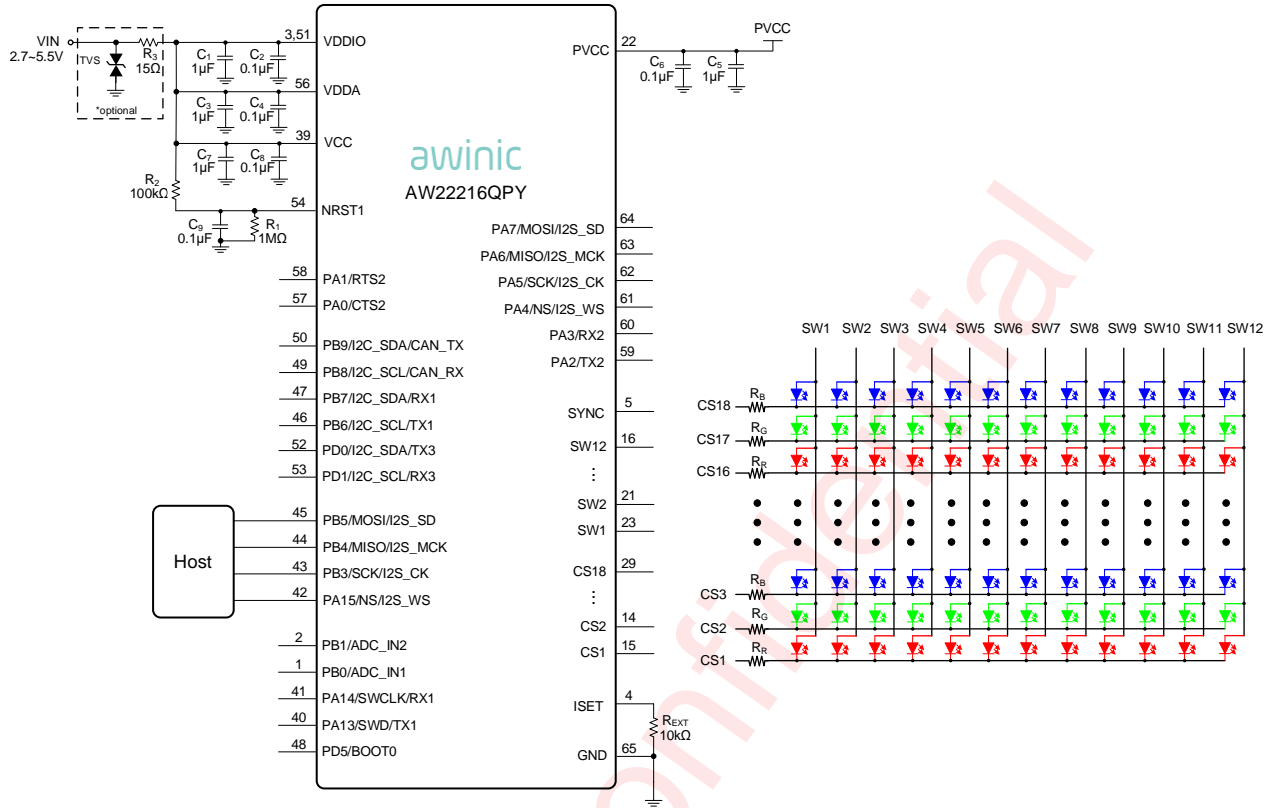 VIN
2.7~5.5V
TVS
R3
15Ω
*optional
3,51
VDDIO
C1
1μF
C2
0.1μF
56
VDDA
C3
1μF
C4
0.1μF
39
VCC
C7
1μF
C8
0.1μF
R2
100kΩ
54
NRST1
C9
0.1μF
R1
1MΩ
58
PA1/RTS2
57
PA0/CTS2
50
PB9/I2C_SDA/CAN_TX
49
PB8/I2C_SCL/CAN_RX
47
PB7/I2C_SDA/RX1
46
PB6/I2C_SCL/TX1
52
PD0/I2C_SDA/TX3
53
PD1/I2C_SCL/RX3
Host
45
PB5/MOSI/I2S_SD
44
PB4/MISO/I2S_MCK
43
PB3/SCK/I2S_CK
42
PA15/NS/I2S_WS
2
PB1/ADC_IN2
1
PB0/ADC_IN1
41
PA14/SWCLK/RX1
40
PA13/SWD/TX1
48
PD5/BOOT0
awinic
AW22216QPY
PVCC
22
C6
0.1μF
C5
1μF
PVCC
PA7/MOSI/I2S_SD
64
PA6/MISO/I2S_MCK
63
PA5/SCK/I2S_CK
62
PA4/NS/I2S_WS
61
PA3/RX2
60
PA2/TX2
59
SYNC
5
SW12
16
⋮
SW2
21
SW1
23
CS18
29
⋮
CS2
14
CS1
15
ISET
4
REXT
10kΩ
GND
65
SW1 SW2 SW3 SW4 SW5 SW6 SW7 SW8 SW9 SW10 SW11 SW12
CS18 RB
CS17 RG
CS16 RR
CS3 RB
CS2 RG
CS1 RR
onfidential